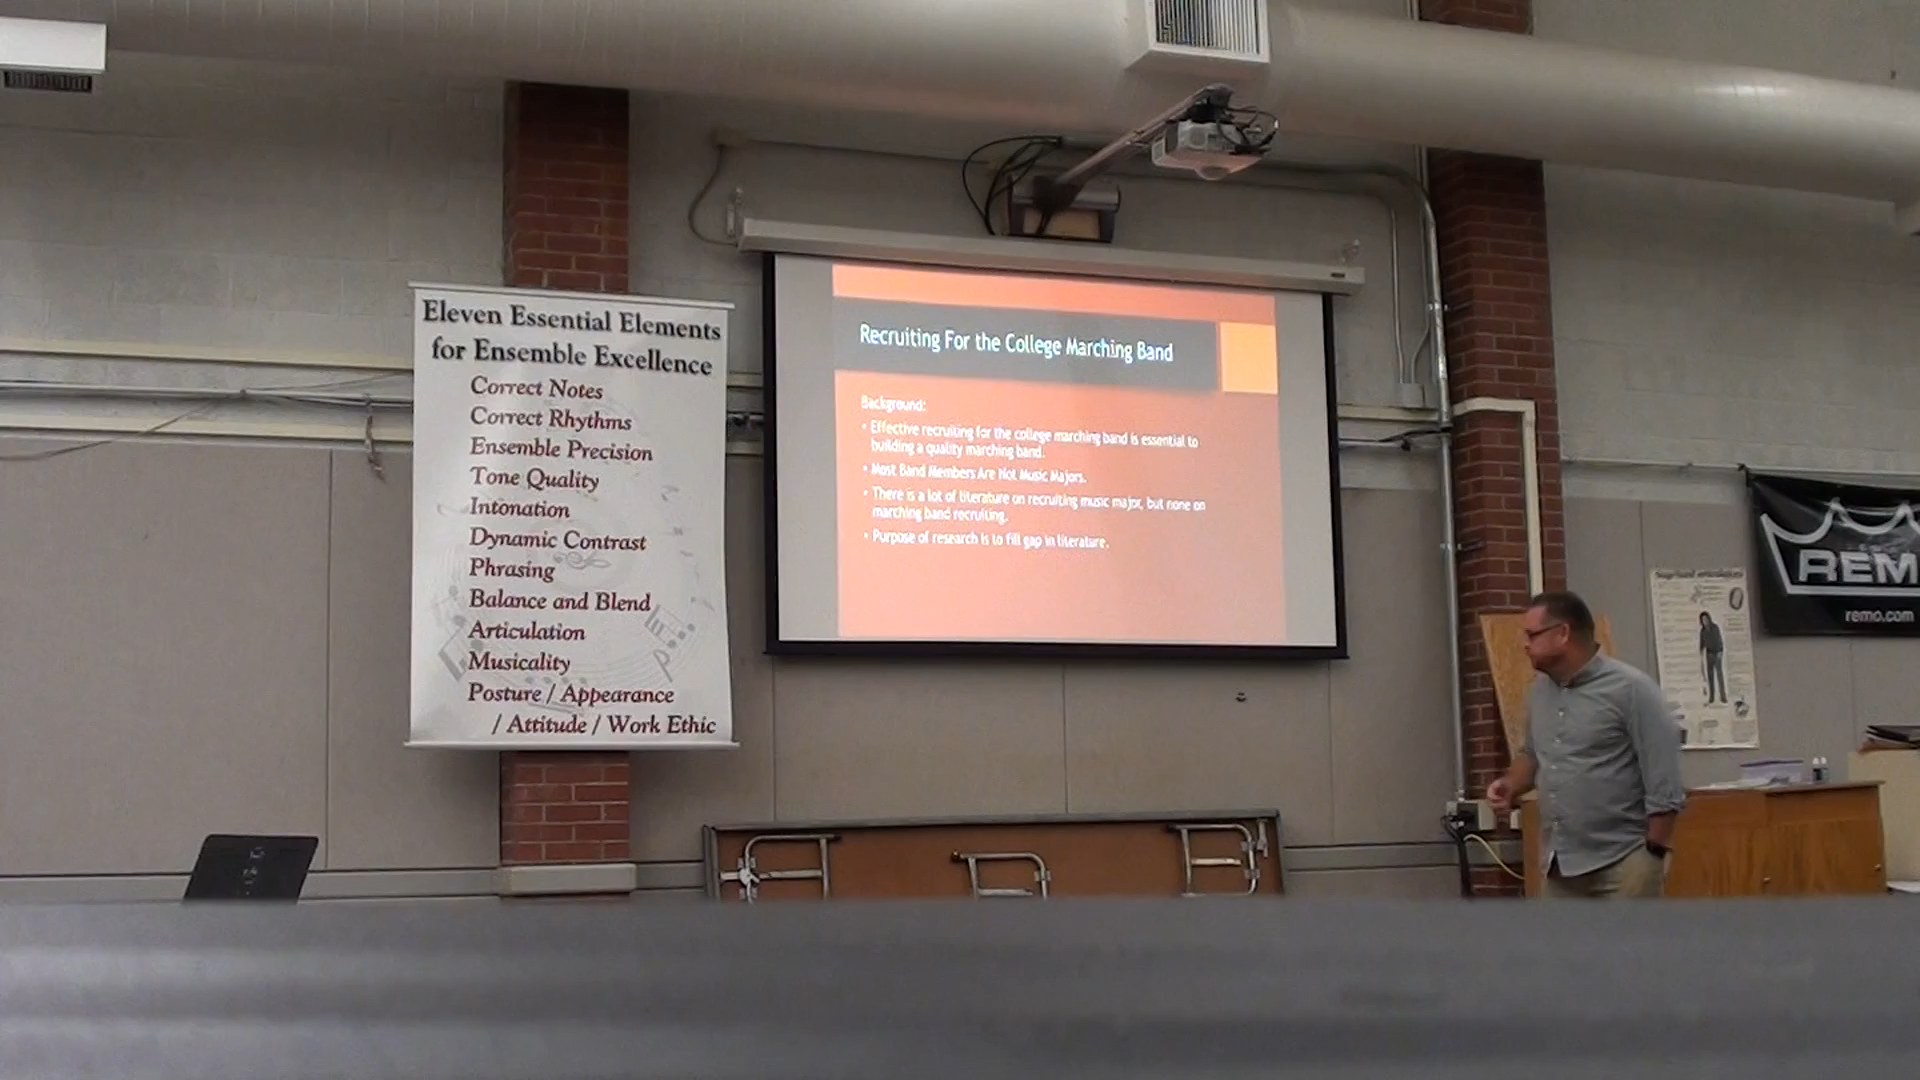 Eleven Essential Elements
for Ensemble Excellence
Correct Notes
Correct Rhythms
Ensemble Precision
Tone Quality
Intonation
Dynamic Contrast
Phrasing
Balance and Blend
Articulation
Musicality
Posture / Appearance
/ Attitude / Work Ethic
Recruiting For the College Marching Band
Background:
• Effective recruiting for the college marching band is essential to
building a quality marching band.
• Most Band Members Are Not Music Majors.
• There is a lot of literature on recruiting music major, but none on
marching band recruiting.
• Purpose of research is to fill gap in literature.
REM
remo.com